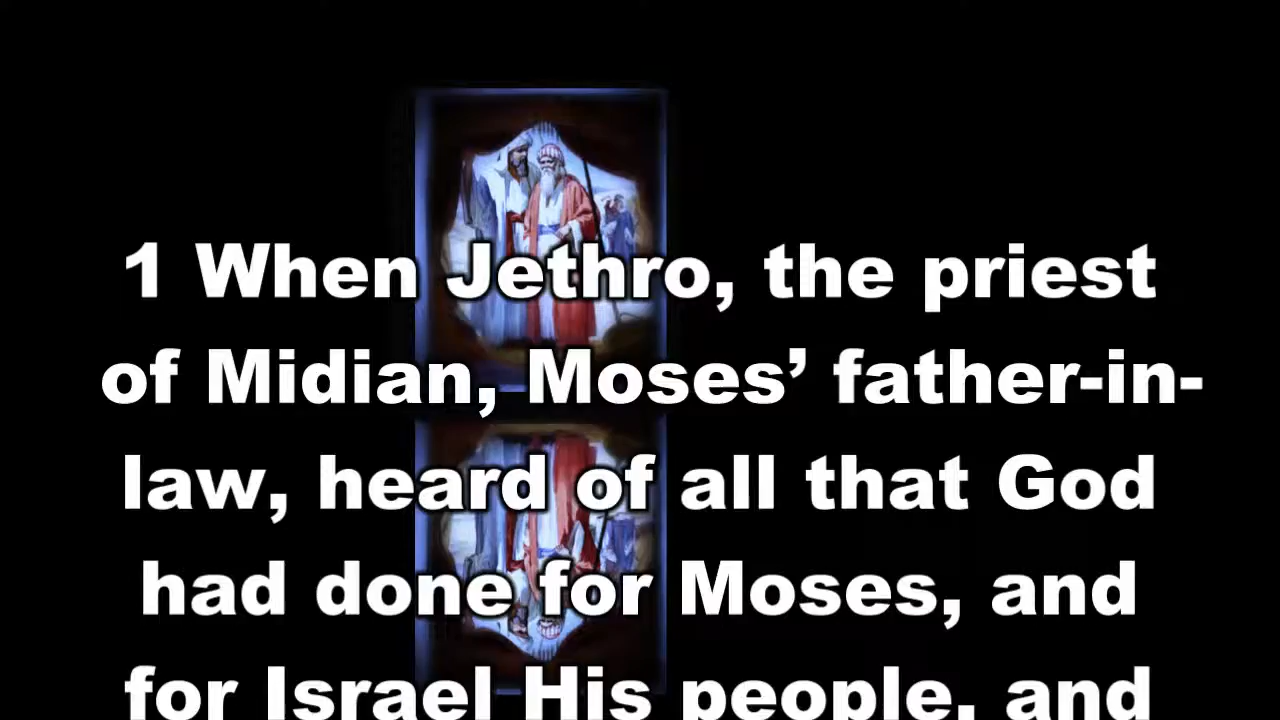 1 When Jethro, the priest
of Midian, Moses’ father-in-
law, heard of all that God
had done for Moses, and
for Israel His people, and